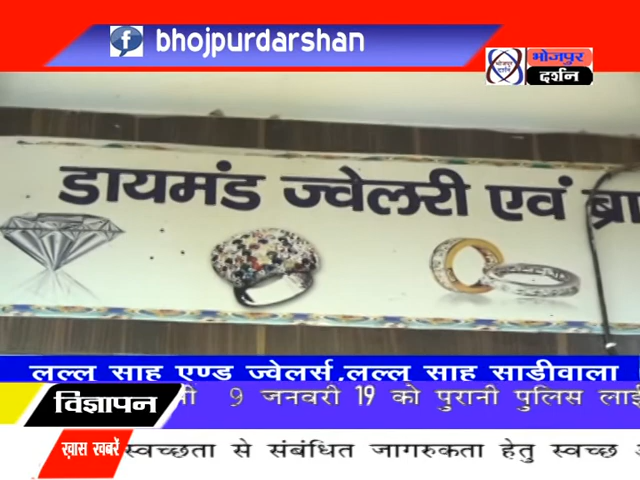 bhojpurdarshan
भोजपुर
दर्शन
डायमंड ज्वेलरी एवं
लल्लू साह एण्ड ज्वेलर्स,लल्लू साह साडीवाला
विज्ञापन
9 जनवरी 19 को पुरानी पुलिस लाई
ख़ास खबरें
स्वच्छता से संबंधित जागरुकता हेतु स्वच्छ